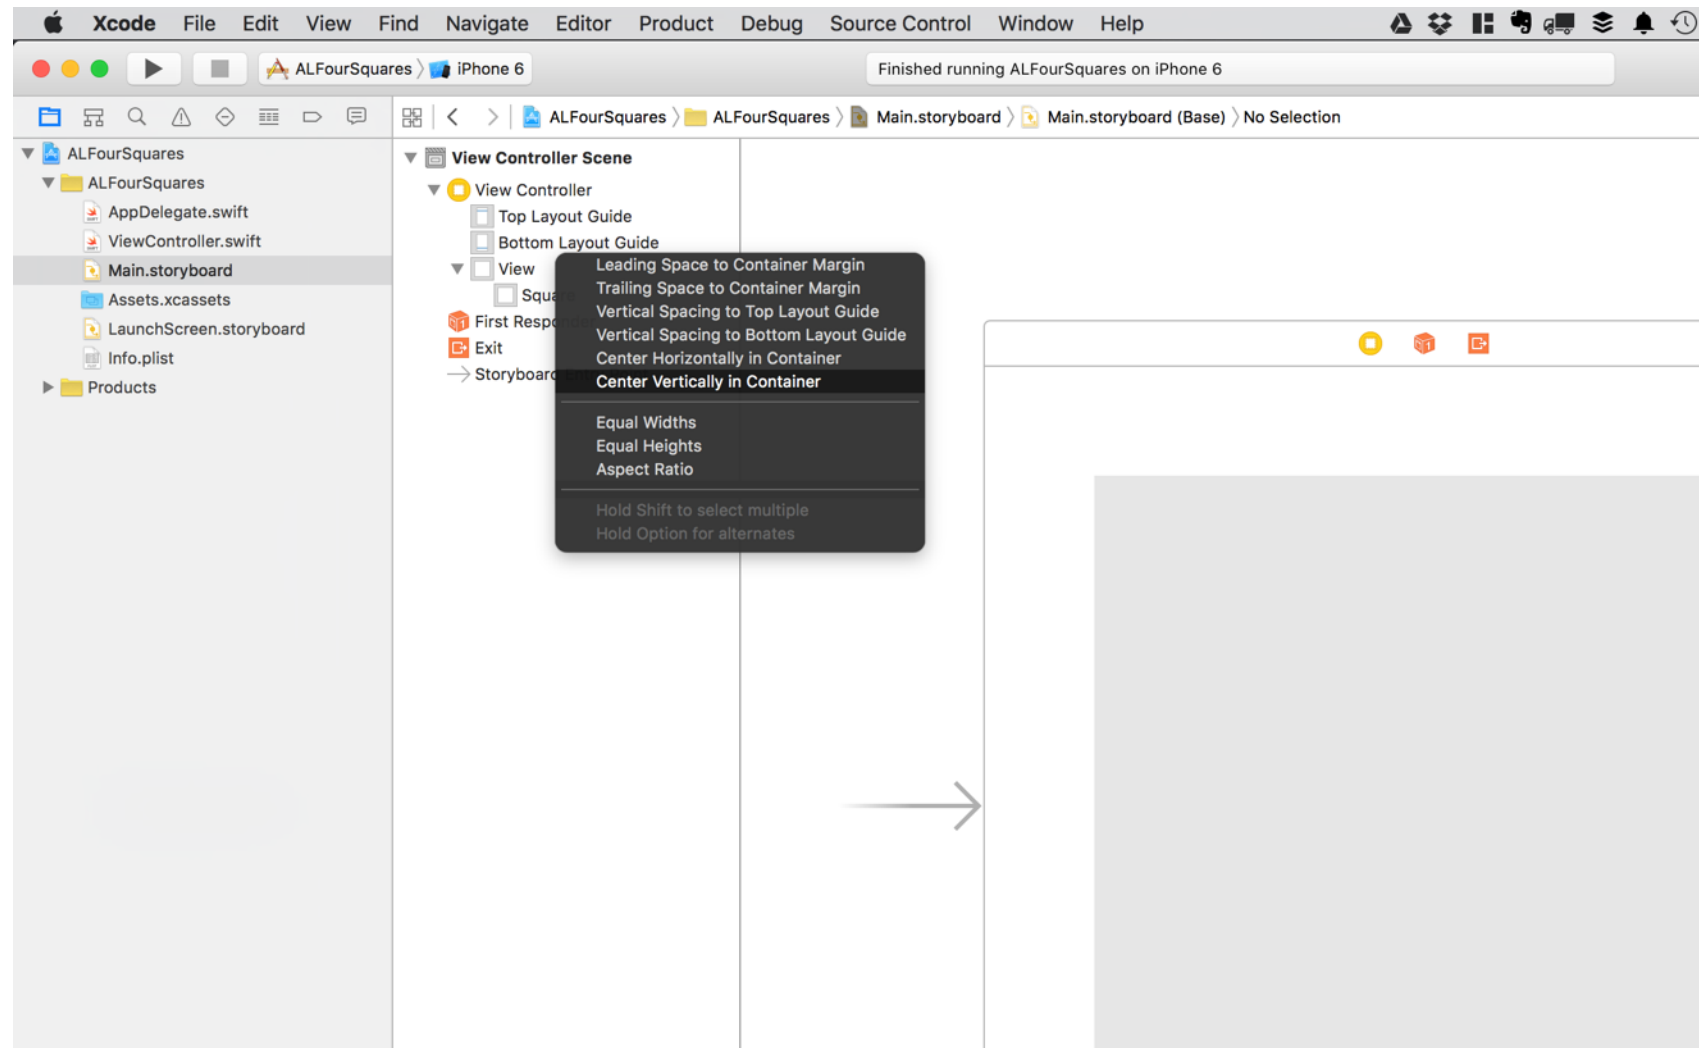 Xcode File Edit View Find Navigate Editor Product Debug Source Control Window Help
ALFourSquares iPhone 6
Finished running ALFourSquares on iPhone 6
ALFourSquares ALFourSquares Main.storyboard Main.storyboard (Base) No Selection
ALFourSquares
ALFourSquares
AppDelegate.swift
ViewController.swift
Main.storyboard
Assets.xcassets
LaunchScreen.storyboard
Info.plist
Products
View Controller Scene
View Controller
Top Layout Guide
Bottom Layout Guide
View
Square
First Responder
Exit
Storyboard
Leading Space to Container Margin
Trailing Space to Container Margin
Vertical Spacing to Top Layout Guide
Vertical Spacing to Bottom Layout Guide
Center Horizontally in Container
Center Vertically in Container
Equal Widths
Equal Heights
Aspect Ratio
Hold Shift to select multiple
Hold Option for alternates